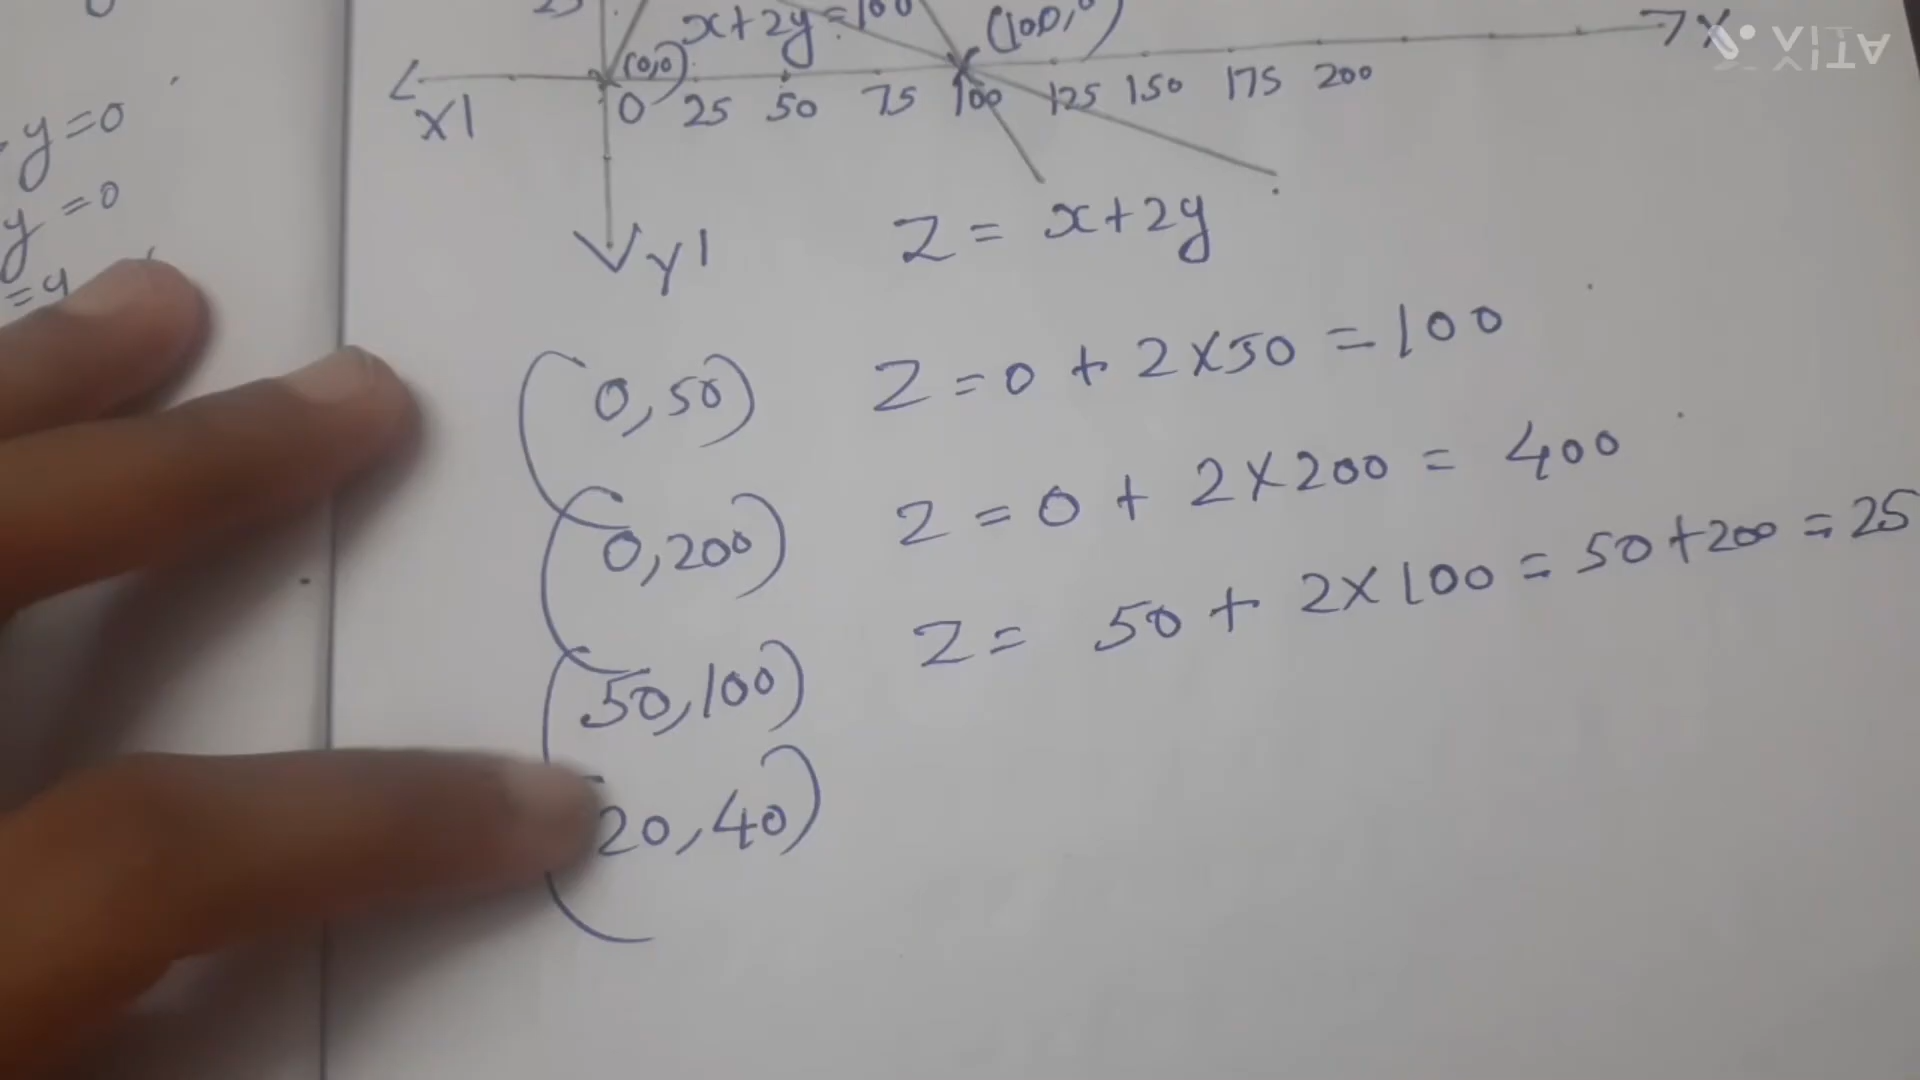 x+2y=100
(100,0)
X
VITA
(0,0)
X1
0 25 50 75 100 125 150 175 200
y=0
y=0
=4
Y1
Z = x+2y
(0,50) Z = 0 + 2×50 = 100
(0,200) Z = 0 + 2×200 = 400
(50,100) Z = 50 + 2×100 = 50+200 = 25
(20,40)